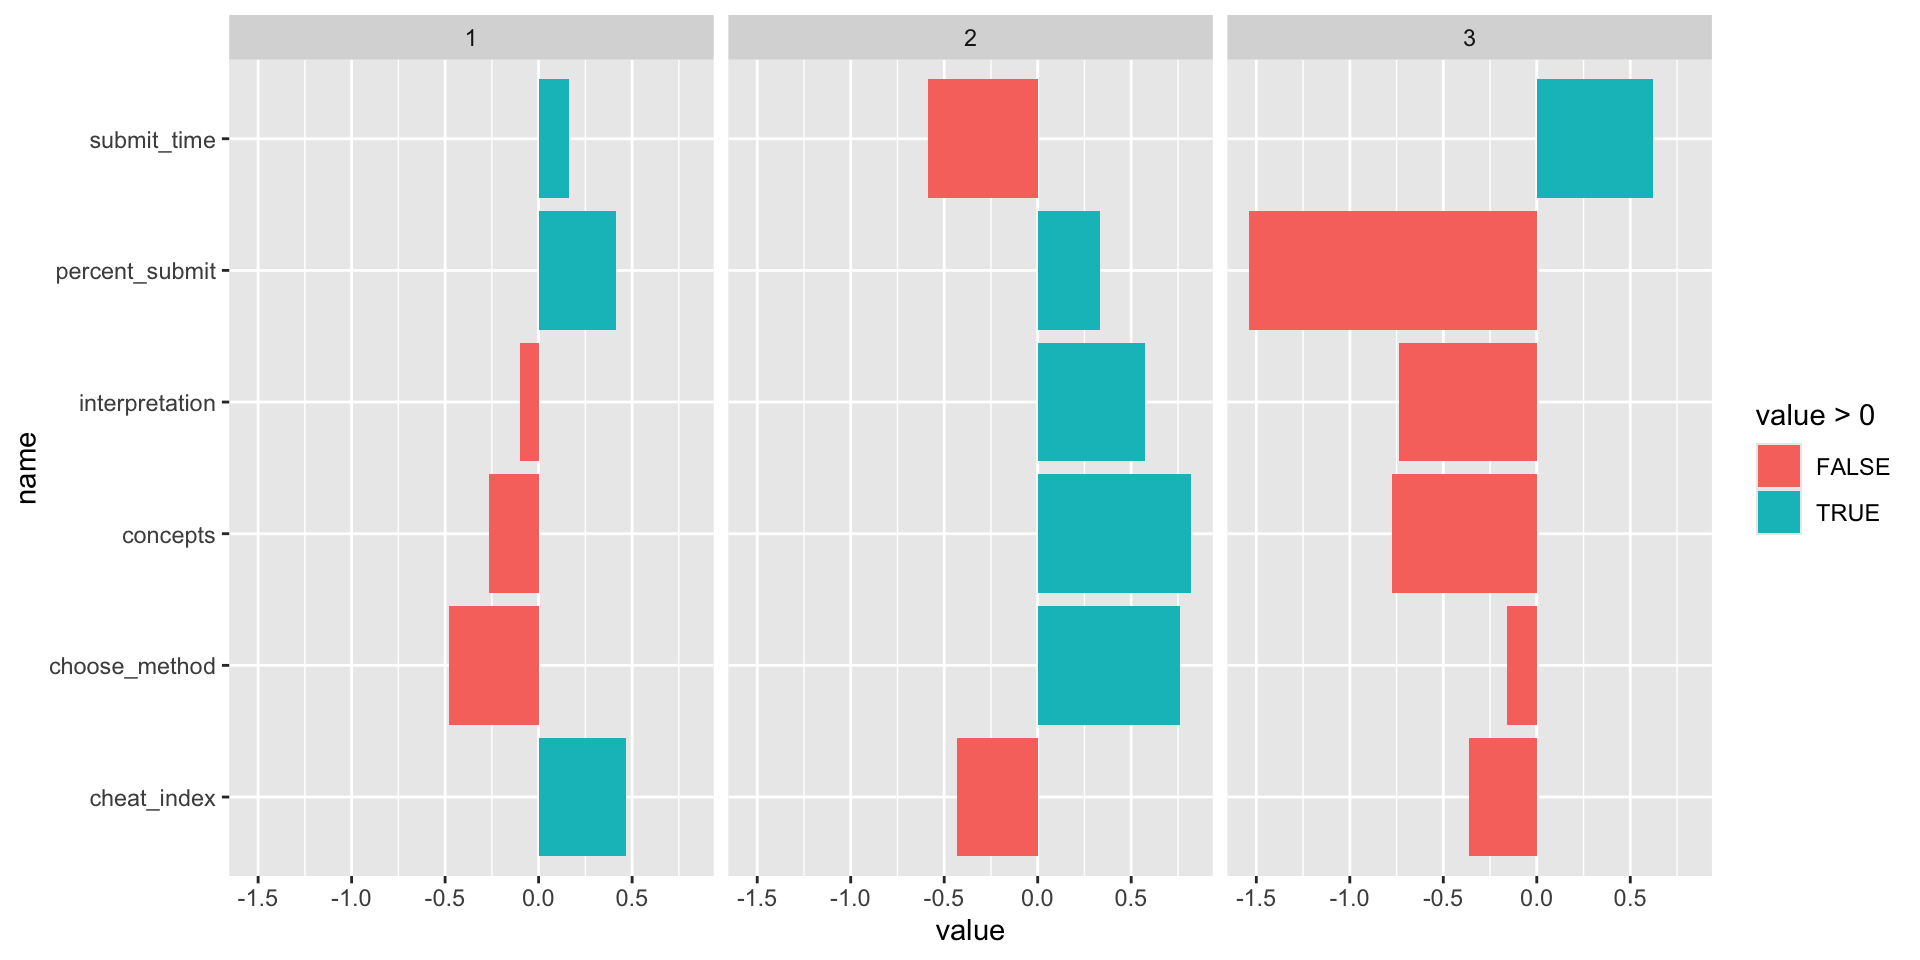 1 2 3
submit_time
percent_submit
interpretation
concepts
choose_method
cheat_index
name
-1.5 -1.0 -0.5 0.0 0.5 -1.5 -1.0 -0.5 0.0 0.5 -1.5 -1.0 -0.5 0.0 0.5
value
value > 0
FALSE
TRUE